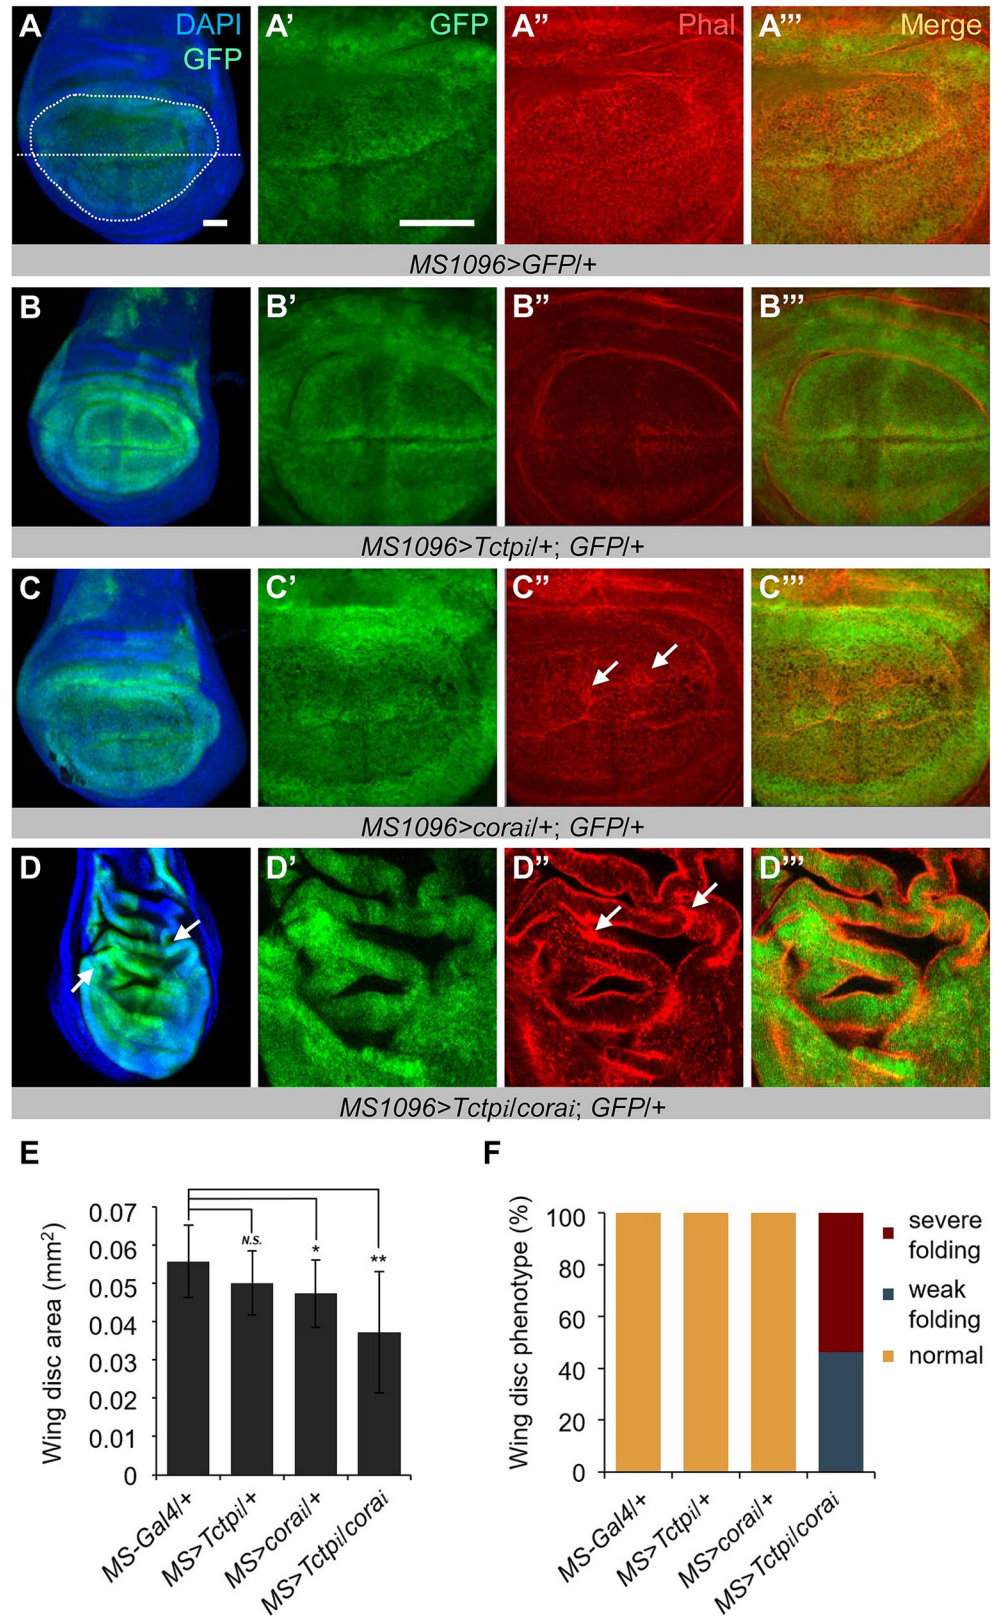 A DAPI GFP
A' GFP
A'' Phal
A''' Merge
MS1096>GFP/+
B B' B'' B'''
MS1096>Tctpi/+; GFP/+
C C' C'' C'''
MS1096>corai/+; GFP/+
D D' D'' D'''
MS1096>Tctpi/corai; GFP/+
E
Wing disc area (mm²)
0.07
0.06
0.05
0.04
0.03
0.02
0.01
0
N.S.
*
**
MS-Gal4/+
MS>Tctpi/+
MS>corai/+
MS>Tctpi/corai
F
Wing disc phenotype (%)
100
80
60
40
20
0
MS-Gal4/+
MS>Tctpi/+
MS>corai/+
MS>Tctpi/corai
severe
folding
weak
folding
normal